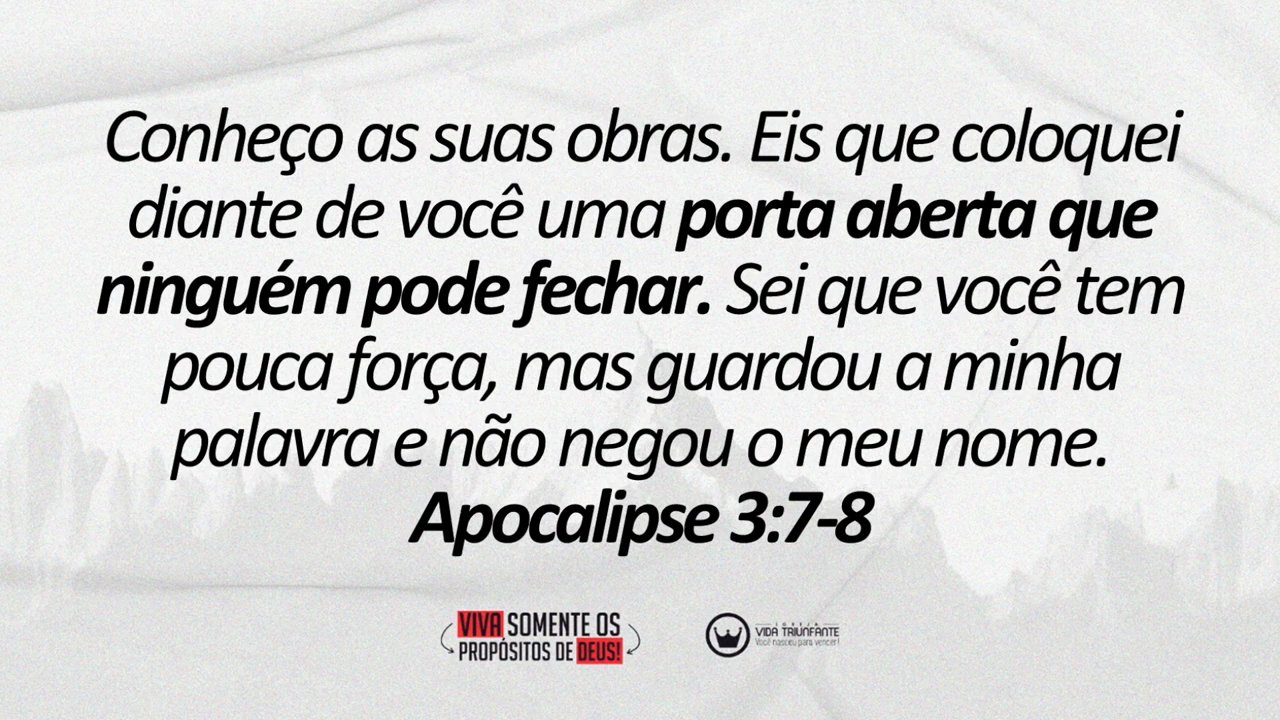 Conheço as suas obras. Eis que coloquei
diante de você uma porta aberta que
ninguém pode fechar. Sei que você tem
pouca força, mas guardou a minha
palavra e não negou o meu nome.
Apocalipse 3:7-8
VIVA SOMENTE OS
PROPÓSITOS DE DEUS!
IGREJA
VIDA TRIUNFANTE
Você nasceu para vencer!